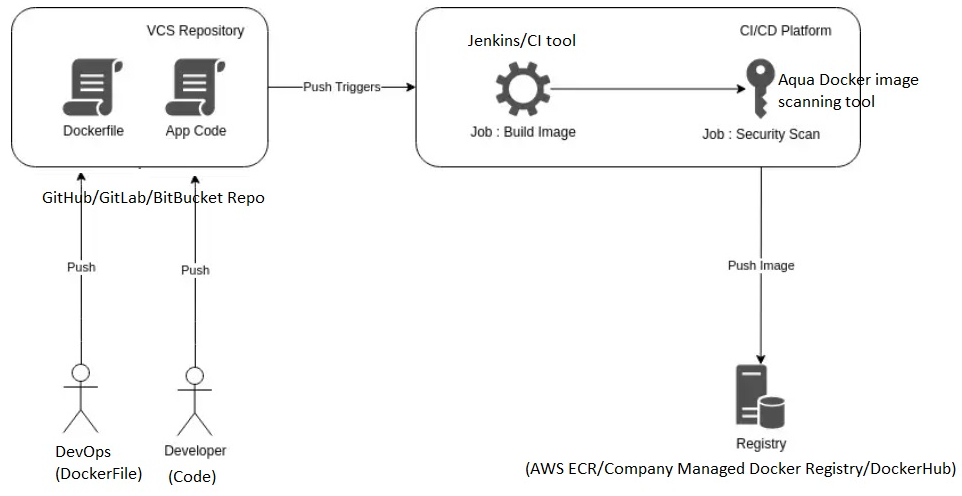 VCS Repository
Dockerfile
App Code
GitHub/GitLab/BitBucket Repo
Push Triggers
CI/CD Platform
Jenkins/CI tool
Job : Build Image
Aqua Docker image
scanning tool
Job : Security Scan
Push
Push
Push Image
DevOps
(DockerFile)
Developer
(Code)
Registry
(AWS ECR/Company Managed Docker Registry/DockerHub)